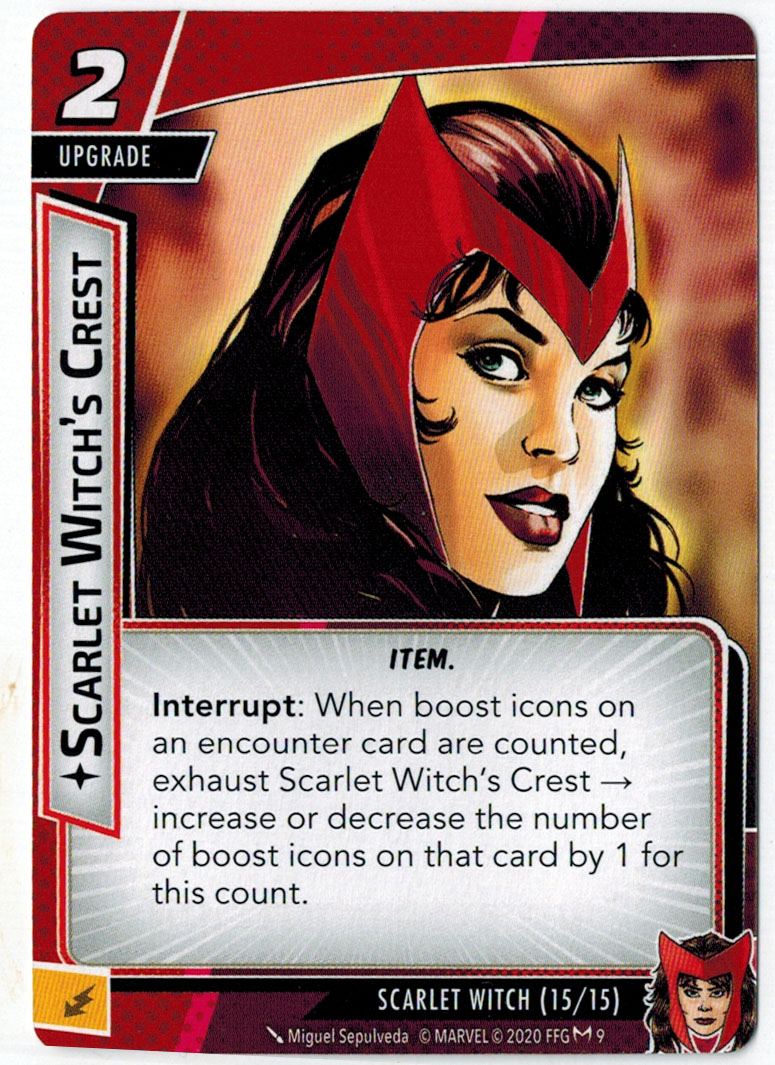 2
UPGRADE
SCARLET WITCH'S CREST
ITEM.
Interrupt: When boost icons on
an encounter card are counted,
exhaust Scarlet Witch's Crest →
increase or decrease the number
of boost icons on that card by 1 for
this count.
SCARLET WITCH (15/15)
Miguel Sepulveda © MARVEL © 2020 FFG 9